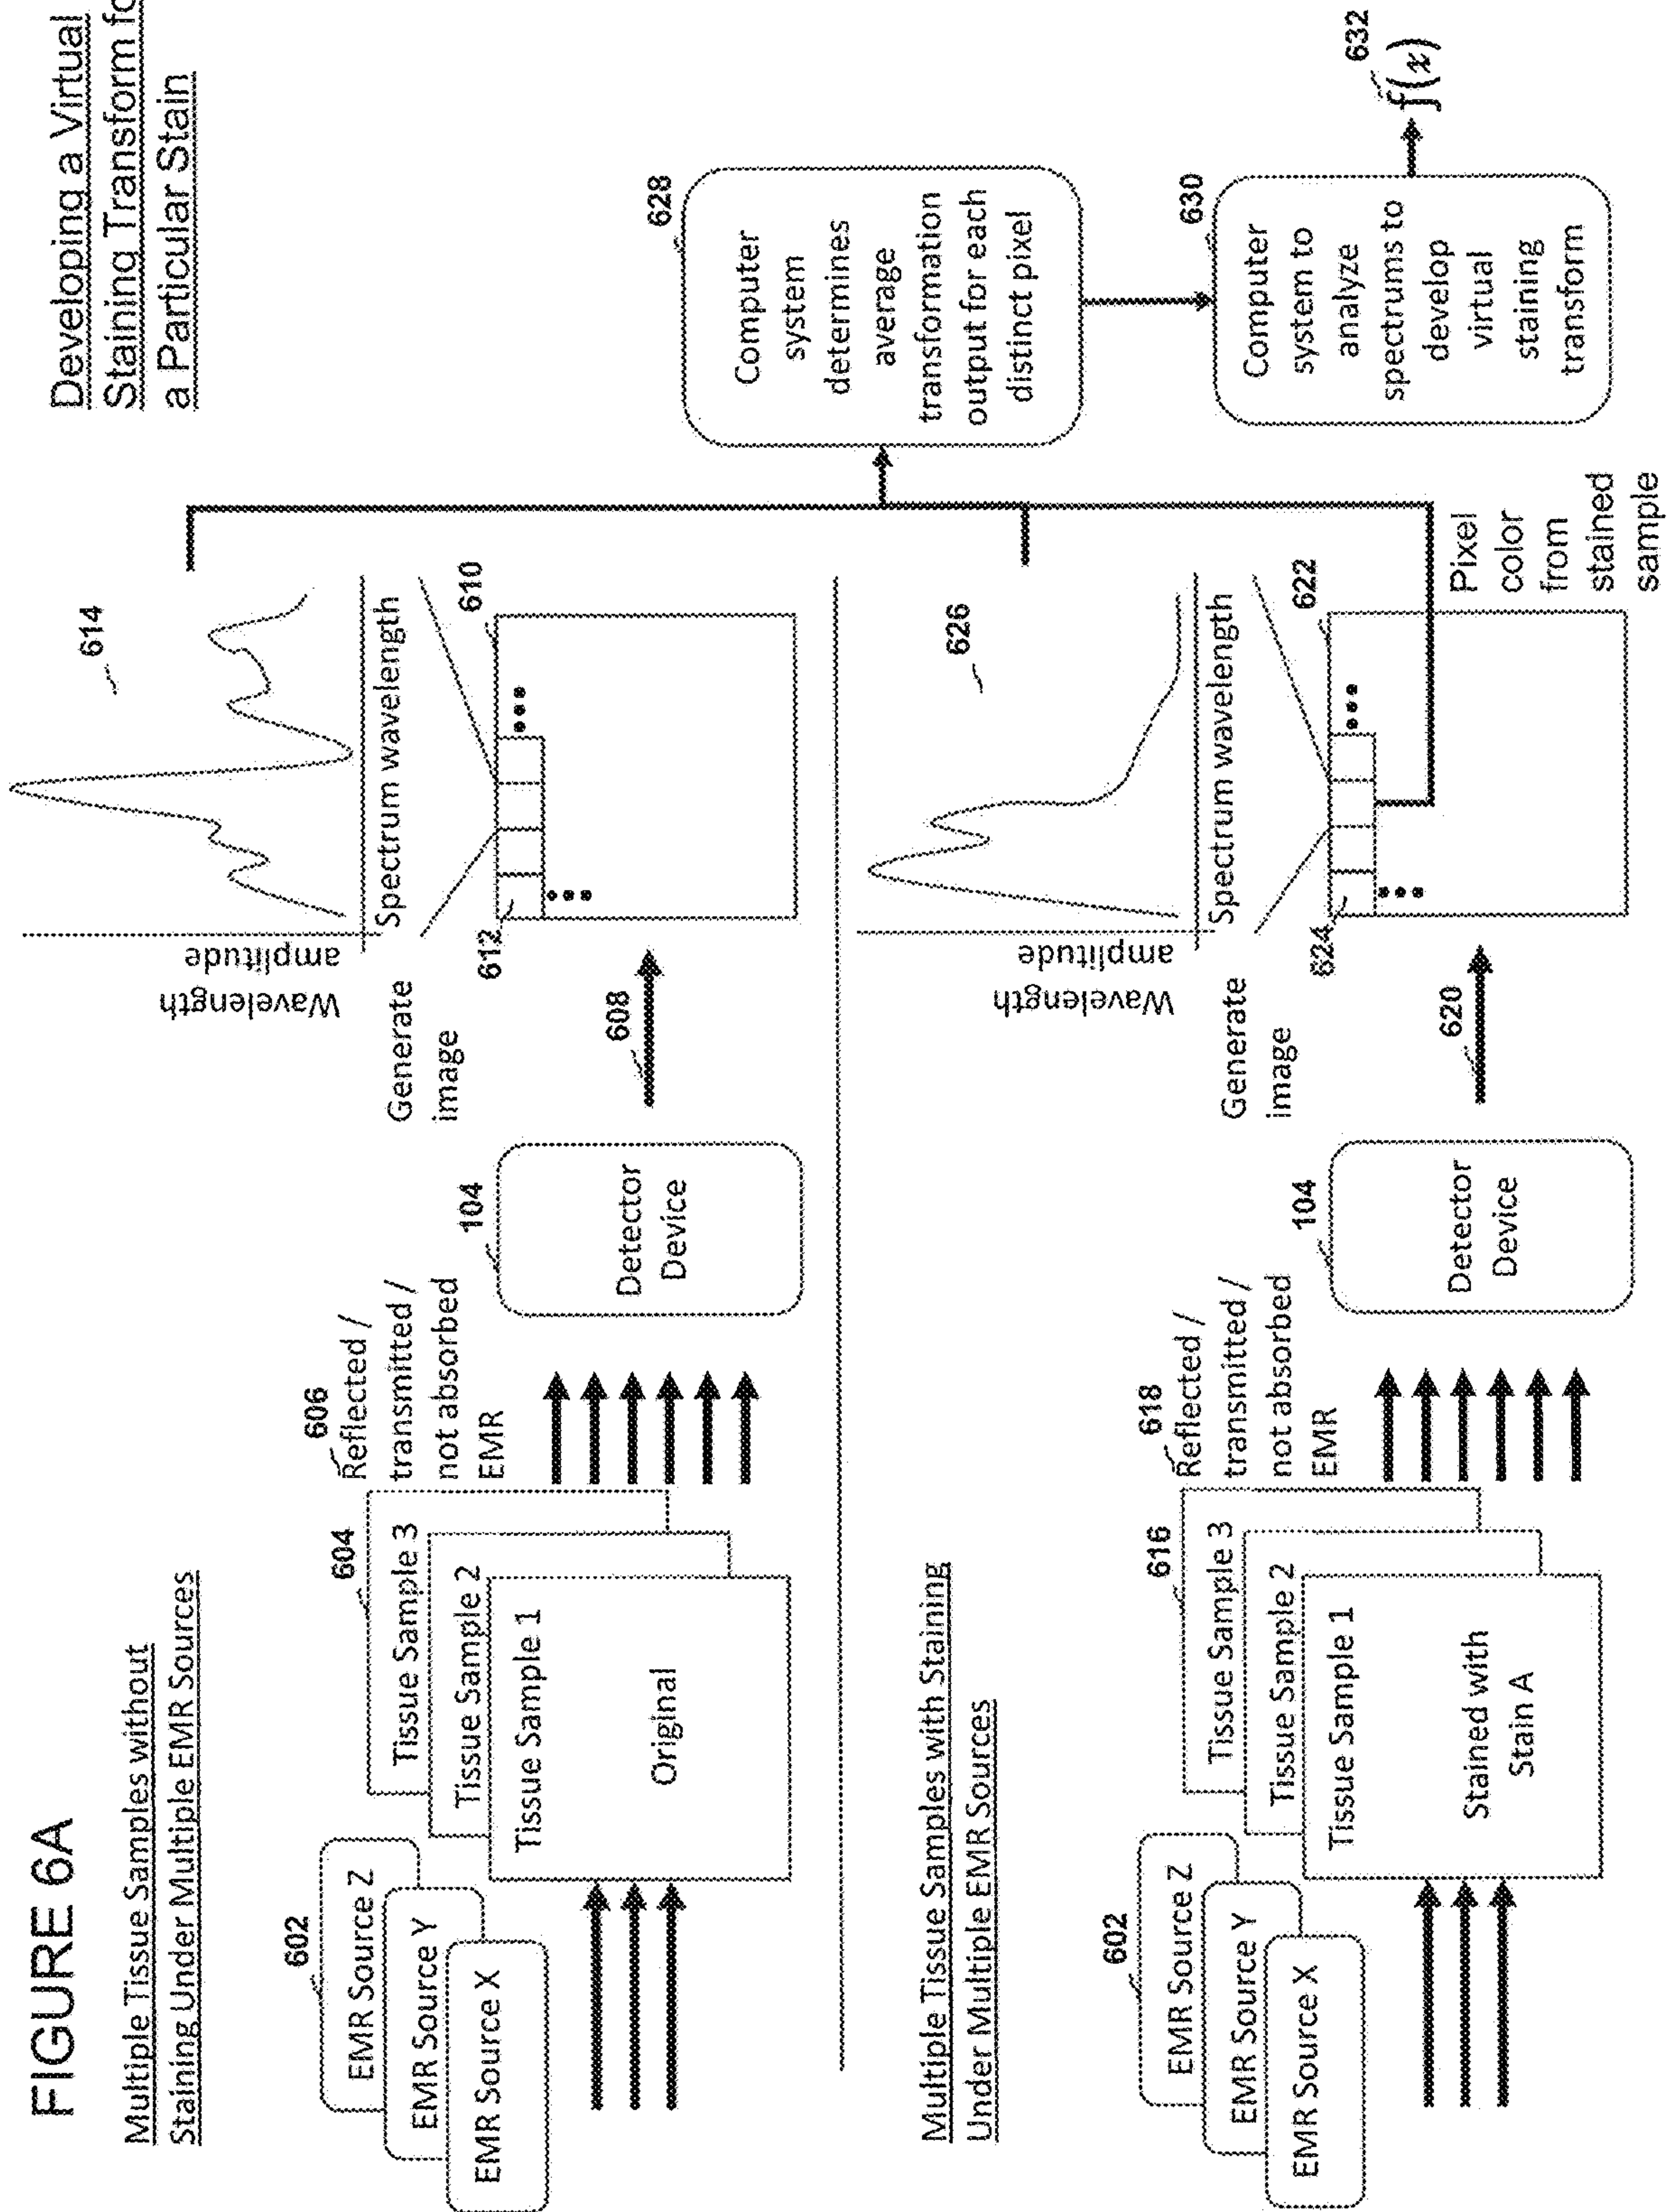 FIGURE 6A
Developing a Virtual
Staining Transform fo
a Particular Stain
Multiple Tissue Samples without
Staining Under Multiple EMR Sources
602
EMR Source Z
EMR Source Y
EMR Source X
604
Tissue Sample 3
Tissue Sample 2
Tissue Sample 1
Original
606
Reflected /
transmitted /
not absorbed
EMR
104
Detector
Device
Generate
image
608
Wavelength
amplitude
614
Spectrum wavelength
612
610
Multiple Tissue Samples with Staining
Under Multiple EMR Sources
602
EMR Source Z
EMR Source Y
EMR Source X
616
Tissue Sample 3
Tissue Sample 2
Tissue Sample 1
Stained with
Stain A
618
Reflected /
transmitted /
not absorbed
EMR
104
Detector
Device
Generate
image
620
Wavelength
amplitude
626
Spectrum wavelength
624
622
Pixel
color
from
stained
sample
628
Computer
system
determines
average
transformation
output for each
distinct pixel
630
Computer
system to
analyze
spectrums to
develop
virtual
staining
transform
632
f(x)